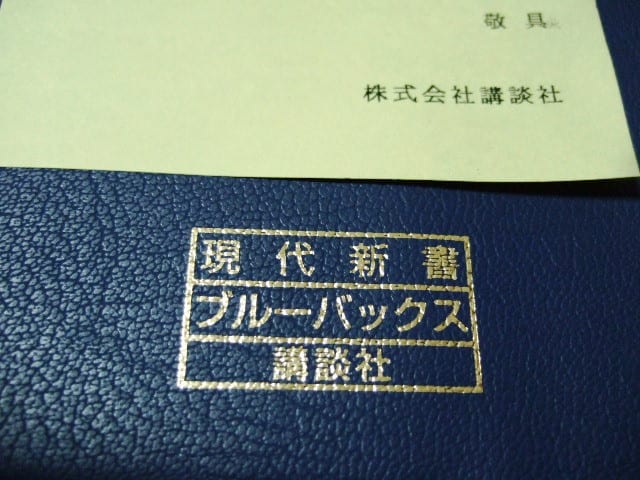 敬具
株式会社講談社
現代新書
ブルーバックス
講談社